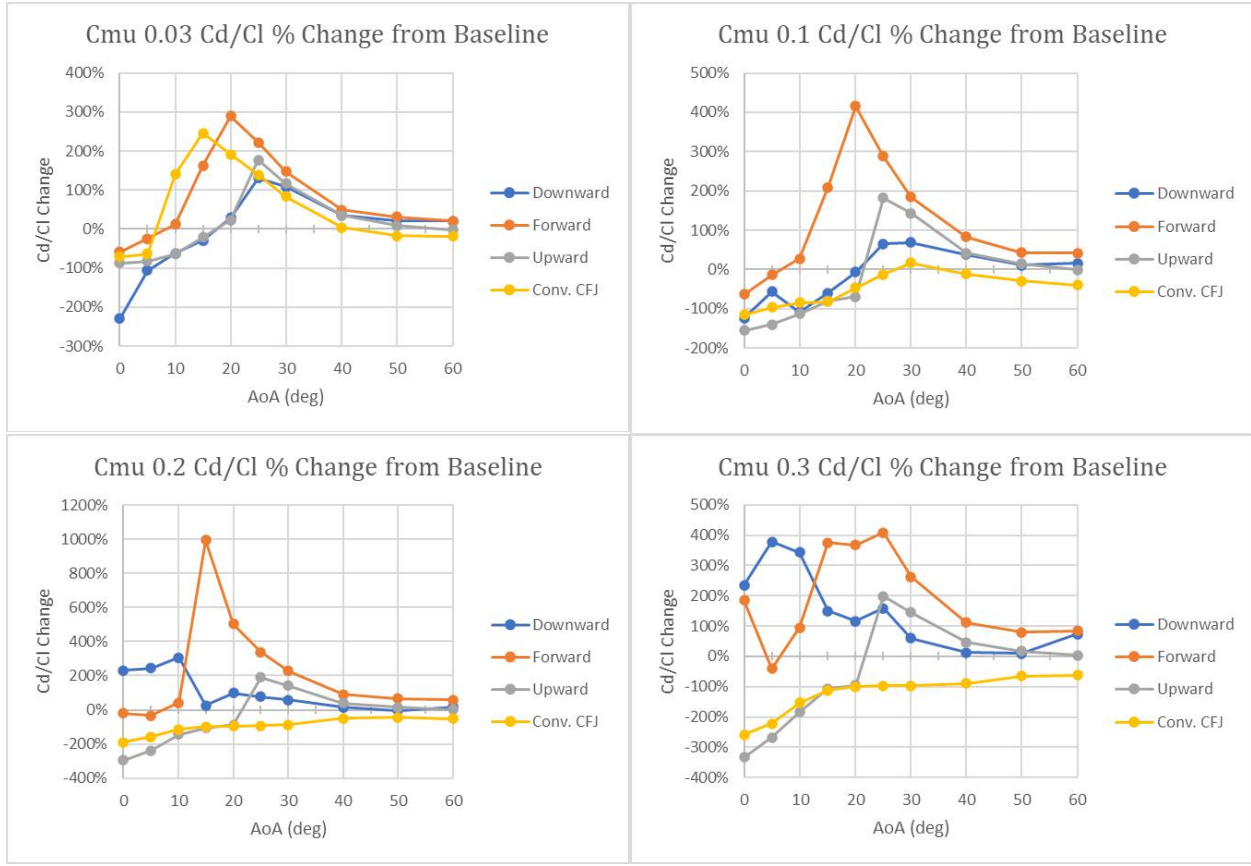 Cmu 0.03 Cd/Cl % Change from Baseline
400%
300%
200%
100%
0%
-100%
-200%
-300%
Cd/Cl Change
0 10 20 30 40 50 60
AoA (deg)
Downward
Forward
Upward
Conv. CFJ
Cmu 0.1 Cd/Cl % Change from Baseline
500%
400%
300%
200%
100%
0%
-100%
-200%
Cd/Cl Change
0 10 20 30 40 50 60
AoA (deg)
Downward
Forward
Upward
Conv. CFJ
Cmu 0.2 Cd/Cl % Change from Baseline
1200%
1000%
800%
600%
400%
200%
0%
-200%
-400%
Cd/Cl Change
0 10 20 30 40 50 60
AoA (deg)
Downward
Forward
Upward
Conv. CFJ
Cmu 0.3 Cd/Cl % Change from Baseline
500%
400%
300%
200%
100%
0%
-100%
-200%
-300%
-400%
Cd/Cl Change
0 10 20 30 40 50 60
AoA (deg)
Downward
Forward
Upward
Conv. CFJ